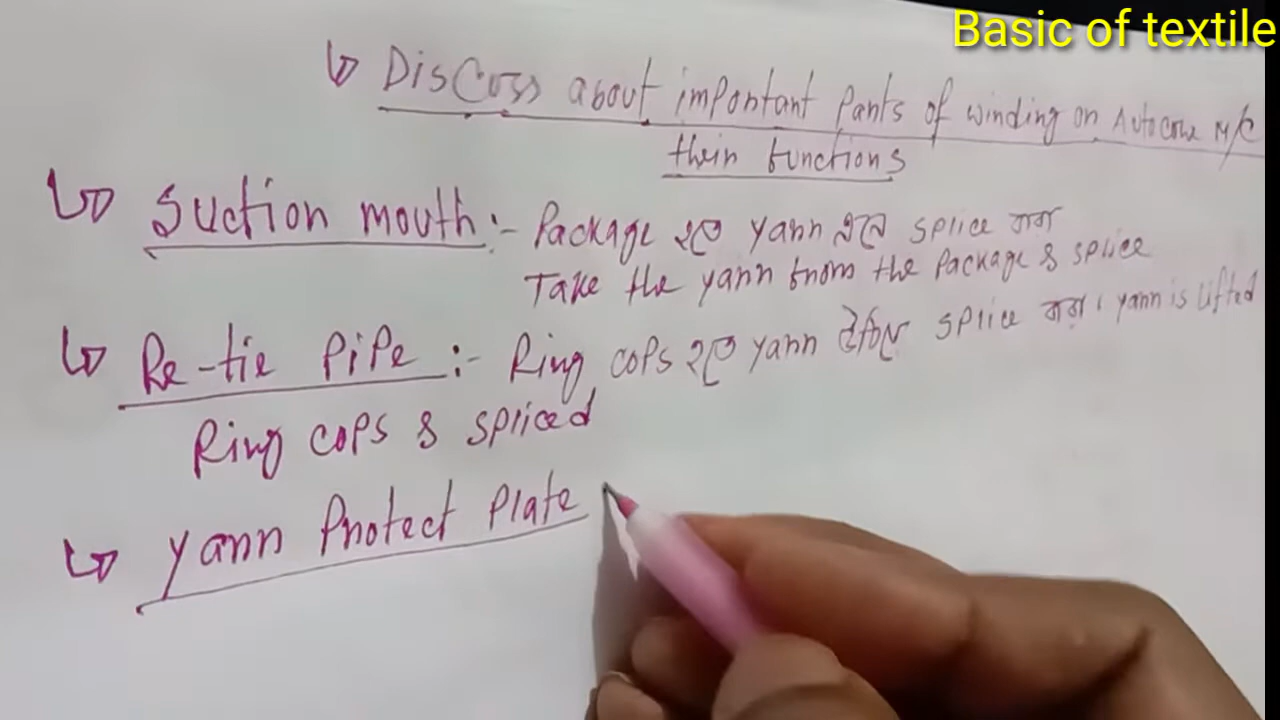 Basic of textile
Discuss about important parts of winding on Autocone M/C
their functions
Suction mouth :- Package হতে yarn এনে splice করা
Take the yarn from the package & splice
Re-tie PiPe :- Ring cops হতে yarn splice করা। yarn is lifted
Ring cops & spliced
Yarn Protect Plate